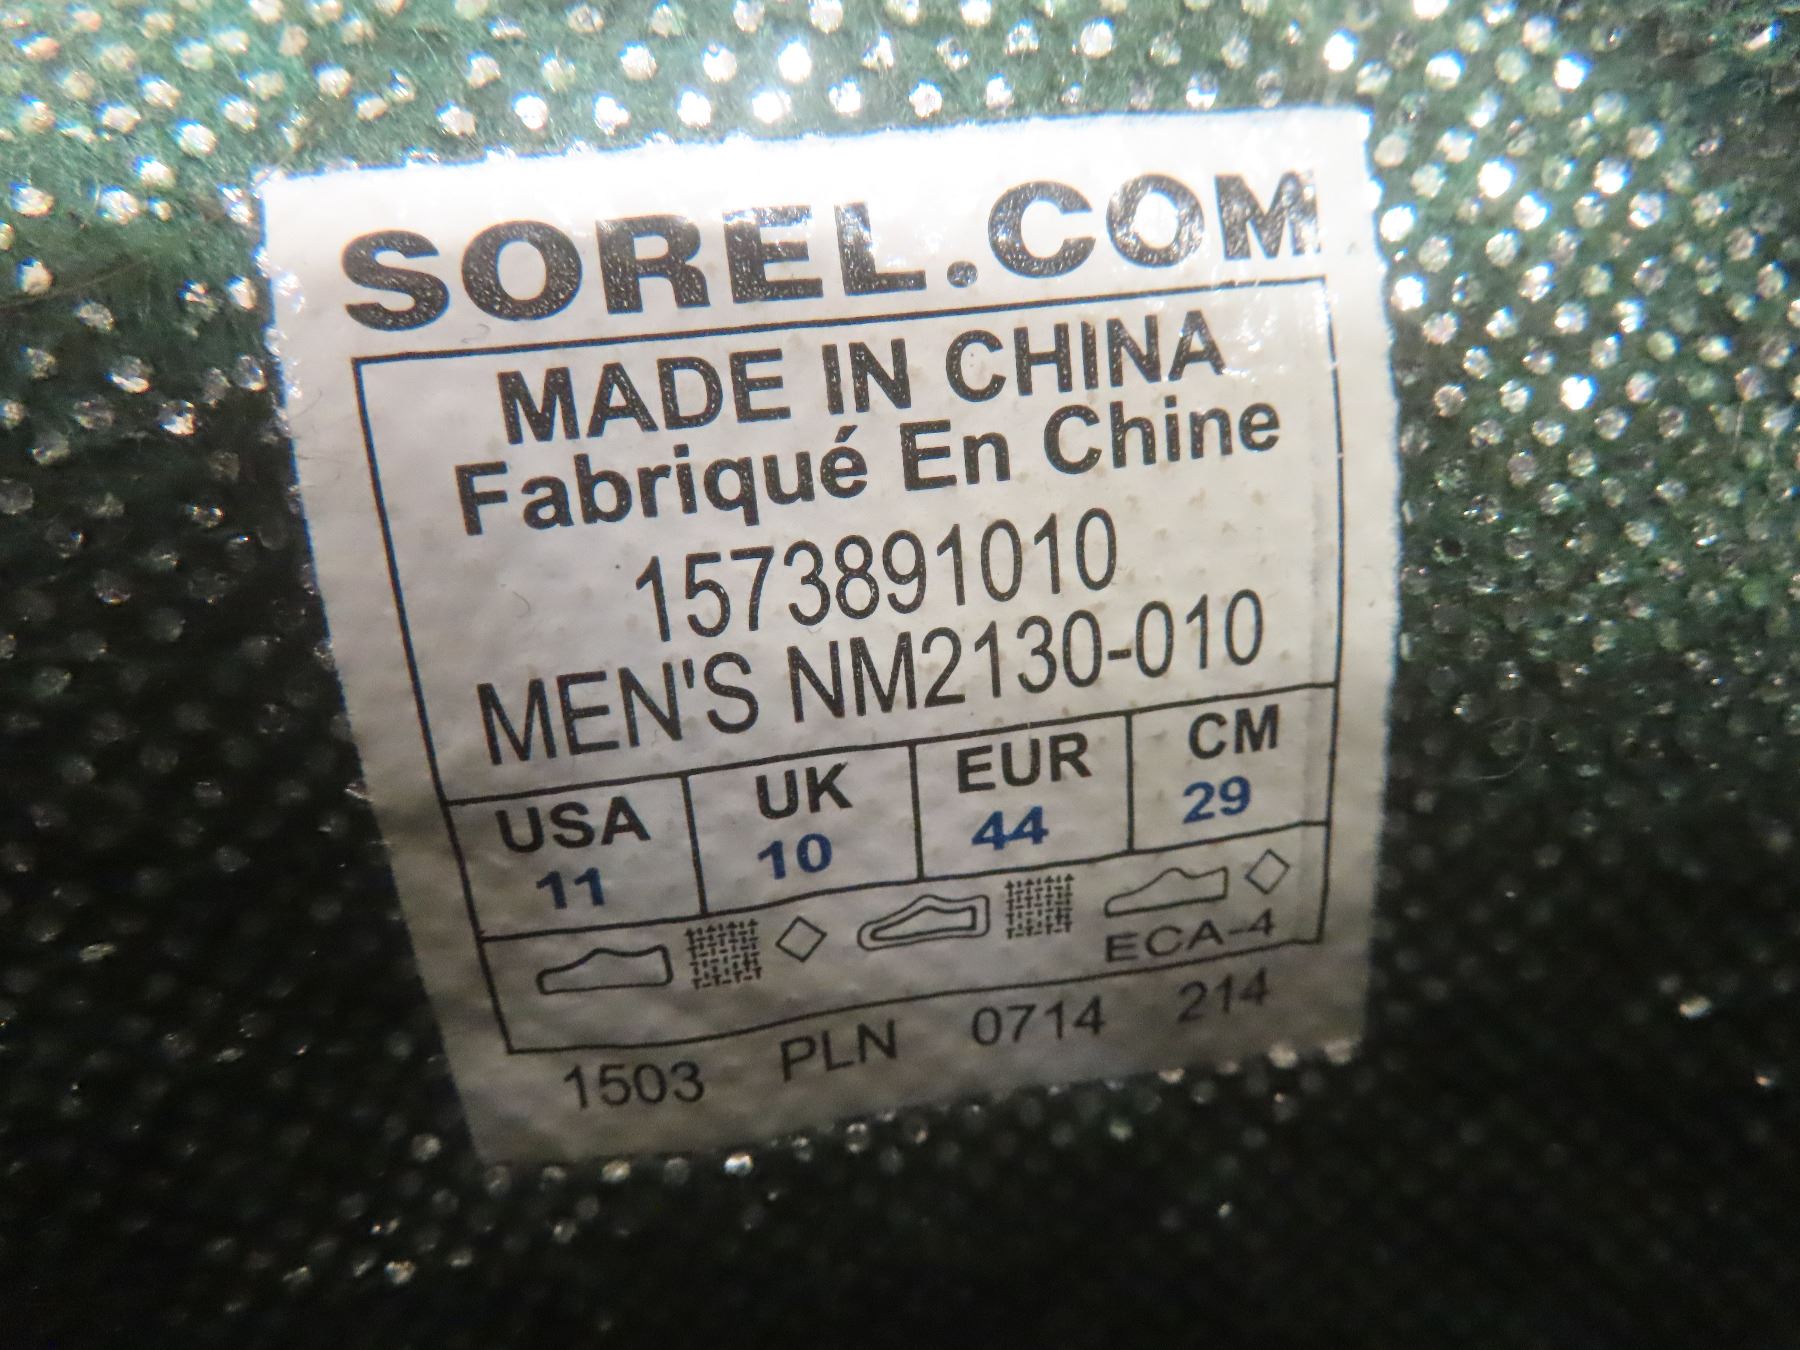 SOREL.COM
MADE IN CHINA
Fabriqué En Chine
1573891010
MEN'S NM2130-010
USA UK EUR CM
11 10 44 29
ECA-4
1503 PLN 0714 214